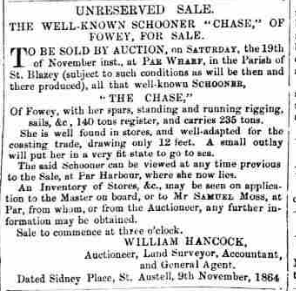 UNRESERVED SALE.
THE WELL-KNOWN SCHOONER "CHASE," OF
FOWEY, FOR SALE.
TO BE SOLD BY AUCTION, on SATURDAY, the 19th
of November inst., at PAR WHARF, in the Parish of
St. Blazey (subject to such conditions as will be then and
there produced), all that well-known SCHOONER,
"THE CHASE,"
Of Fowey, with her spars, standing and running rigging,
sails, &c, 140 tons register, and carries 235 tons.
She is well found in stores, and well-adapted for the
coasting trade, drawing only 12 feet. A small outlay
will put her in a very fit state to go to sea.
The said Schooner can be viewed at any time previous
to the Sale, at Par Harbour, where she now lies.
An Inventory of Stores, &c., may be seen on applica-
tion to the Master on board, or to Mr SAMUEL MOSS, at
Par, from whom, or from the Auctioneer, any further in-
formation may be obtained.
Sale to commence at three o'clock.
WILLIAM HANCOCK,
Auctioneer, Land Surveyor, Accountant,
and General Agent.
Dated Sidney Place, St. Austell, 9th November, 1864